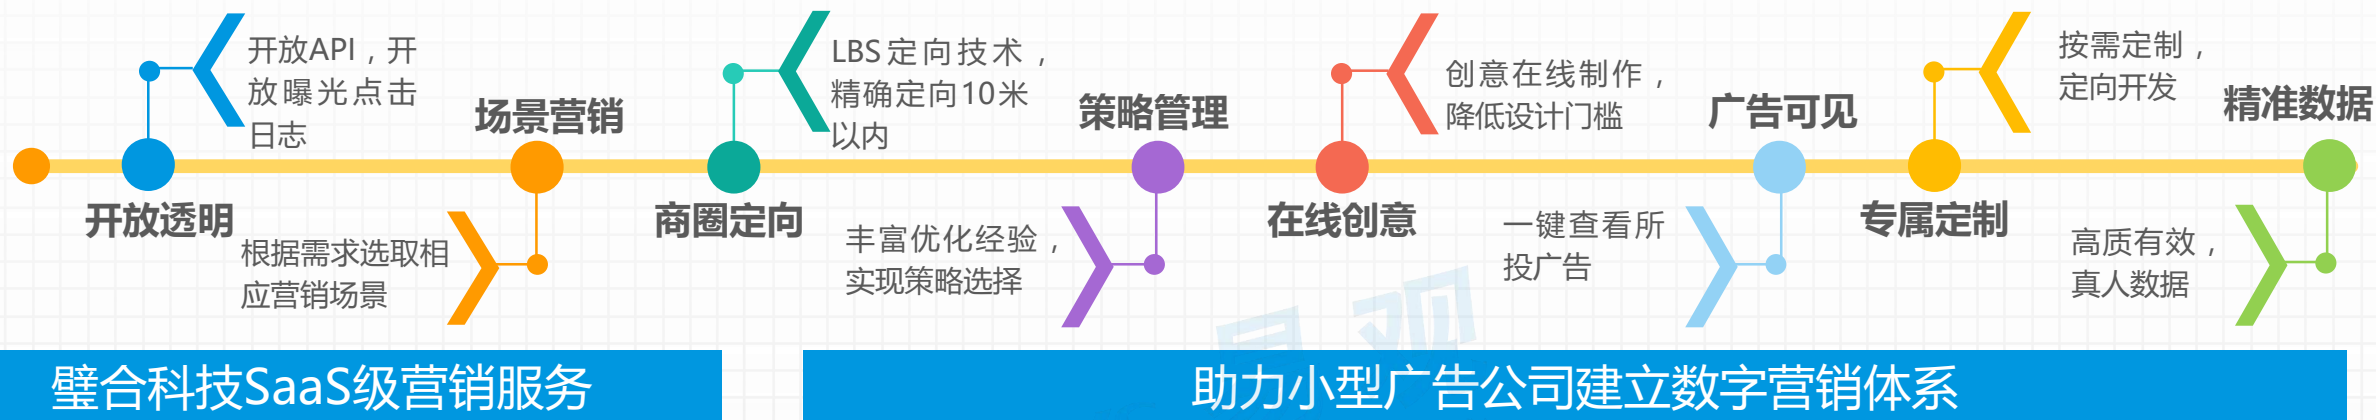 开放API，开
放曝光点击
日志
开放透明
场景营销
根据需求选取相
应营销场景
LBS定向技术，
精确定向10米
以内
商圈定向
策略管理
丰富优化经验，
实现策略选择
创意在线制作，
降低设计门槛
在线创意
广告可见
一键查看所
投广告
按需定制，
定向开发
专属定制
精准数据
高质有效，
真人数据
璧合科技SaaS级营销服务
助力小型广告公司建立数字营销体系